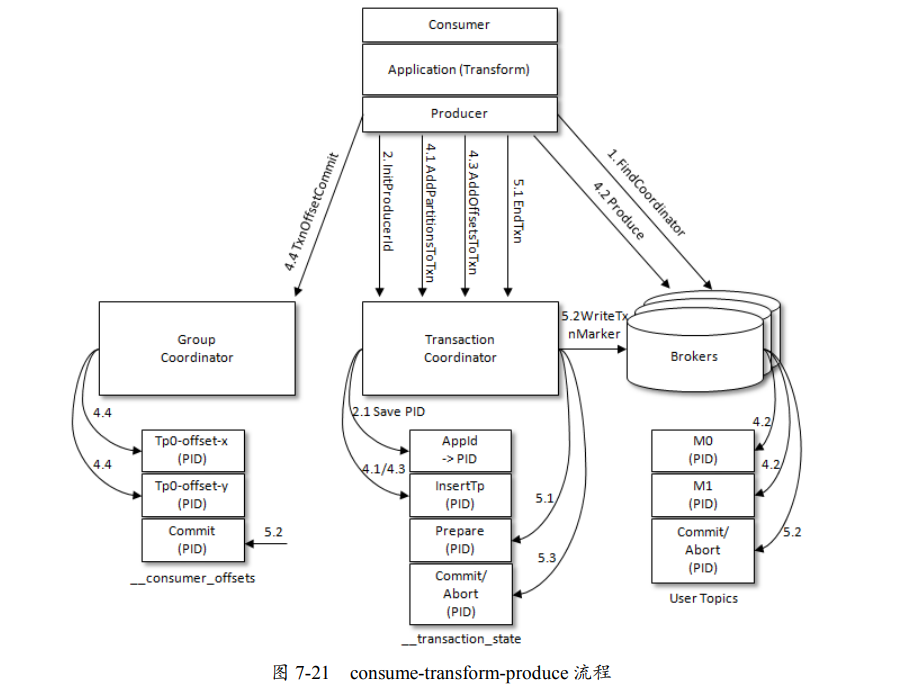 Consumer
Application (Transform)
Producer
4.4 TxnOffsetCommit
2. InitProducerId
4.1 AddPartitionsToTxn
4.3 AddOffsetsToTxn
5.1 EndTxn
4.2 Produce
1. FindCoordinator
Group
Coordinator
Transaction
Coordinator
5.2WriteTx
nMarker
Brokers
4.4
4.4
Tp0-offset-x
(PID)
Tp0-offset-y
(PID)
Commit
(PID)
5.2
__consumer_offsets
2.1 Save PID
4.1/4.3
AppId
-> PID
InsertTp
(PID)
Prepare
(PID)
Commit/
Abort
(PID)
5.1
5.3
__transaction_state
4.2
4.2
M0
(PID)
M1
(PID)
Commit/
Abort
(PID)
5.2
User Topics
图 7-21 consume-transform-produce 流程